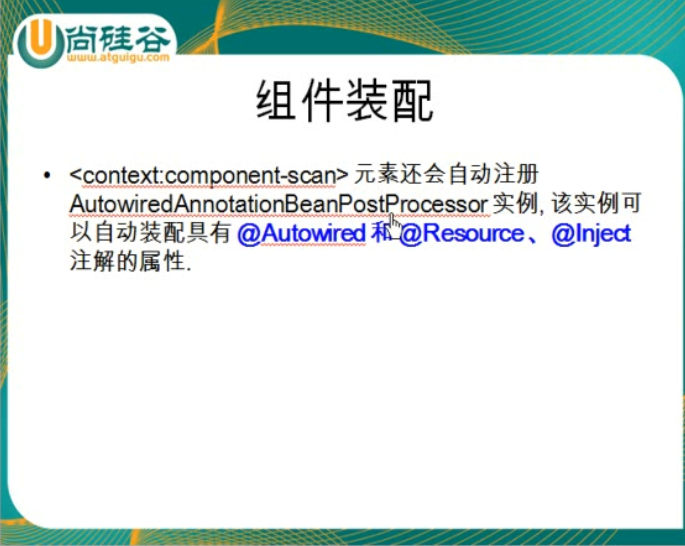 尚硅谷
www.atguigu.com
组件装配
• <context:component-scan> 元素还会自动注册
AutowiredAnnotationBeanPostProcessor 实例, 该实例可
以自动装配具有 @Autowired 和 @Resource 、@Inject
注解的属性.